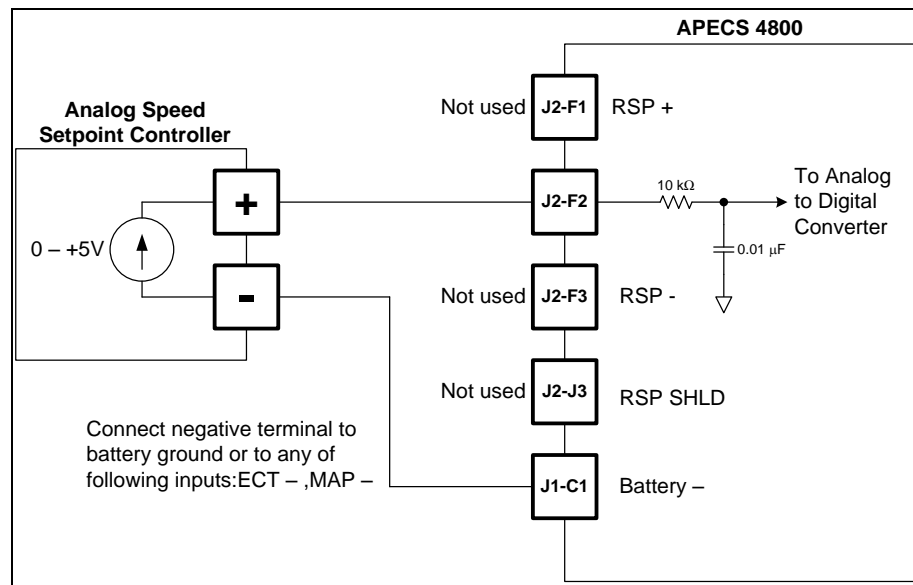 APECS 4800
Analog Speed
Setpoint Controller
Not used
J2-F1
RSP +
+
J2-F2
10 kΩ
To Analog
to Digital
Converter
0 – +5V
0.01 µF
-
Not used
J2-F3
RSP -
Not used
J2-J3
RSP SHLD
Connect negative terminal to
battery ground or to any of
following inputs:ECT – ,MAP –
J1-C1
Battery –